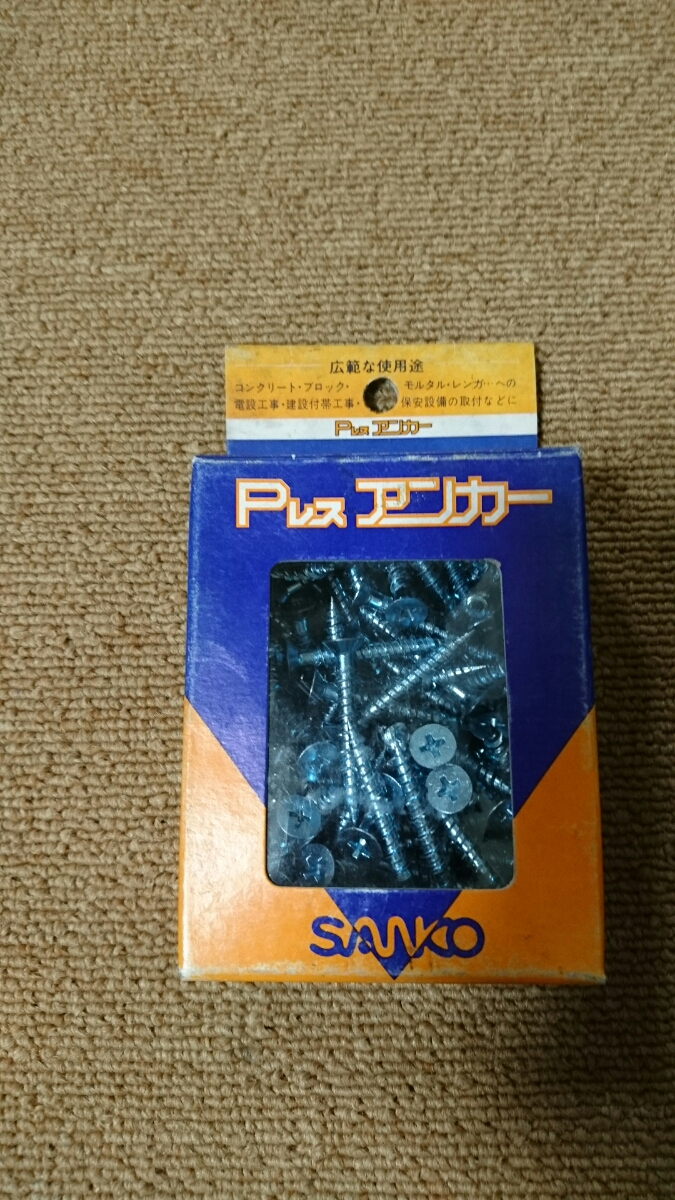 広範な使用途
コンクリート・ブロック・ モルタル・レンガ…への
電設工事・建設付帯工事・ 保安設備の取付などに
Pレス アンカー
Pレス アンカー
SANKO